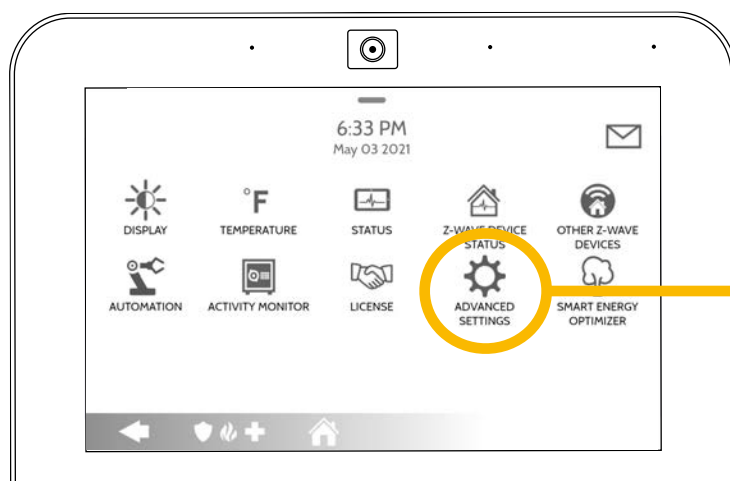 6:33 PM
May 03 2021
°F
DISPLAY
TEMPERATURE
STATUS
Z-WAVE DEVICE
STATUS
OTHER Z-WAVE
DEVICES
AUTOMATION
ACTIVITY MONITOR
LICENSE
ADVANCED
SETTINGS
SMART ENERGY
OPTIMIZER